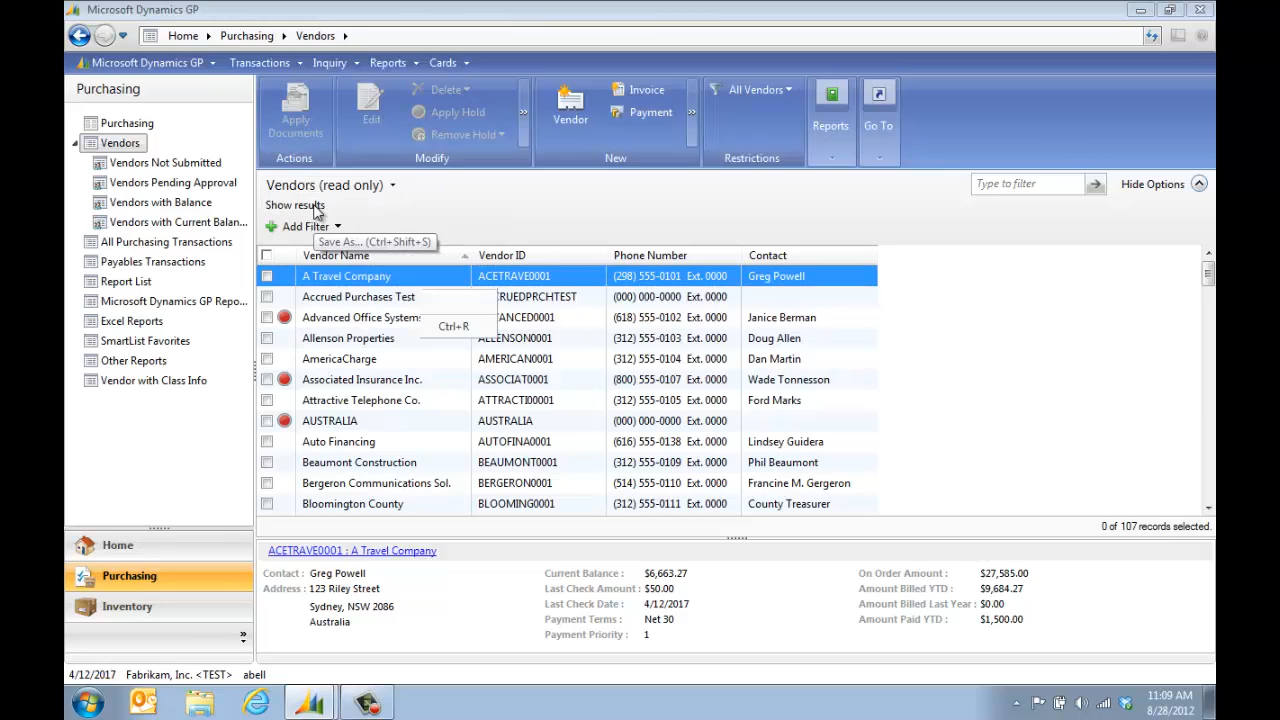 Microsoft Dynamics GP
Home Purchasing Vendors
Microsoft Dynamics GP Transactions Inquiry Reports Cards
Purchasing
Purchasing
Vendors
Vendors Not Submitted
Vendors Pending Approval
Vendors with Balance
Vendors with Current Balan...
All Purchasing Transactions
Payables Transactions
Report List
Microsoft Dynamics GP Repo...
Excel Reports
SmartList Favorites
Other Reports
Vendor with Class Info
Home
Purchasing
Inventory
»
Apply Documents
Actions
Edit
Delete
Apply Hold
Remove Hold
»
Modify
Vendor
Invoice
Payment
»
New
All Vendors
Restrictions
Reports
Go To
Vendors (read only)
Type to filter
Hide Options
Show results
Add Filter
Save As... (Ctrl+Shift+S)
Vendor Name Vendor ID Phone Number Contact
A Travel Company ACETRAVE0001 (298) 555-0101 Ext. 0000 Greg Powell
Accrued Purchases Test CRUEDPRCHTEST (000) 000-0000 Ext. 0000
Advanced Office Systems ANCED0001 (618) 555-0102 Ext. 0000 Janice Berman
Ctrl+R
Allenson Properties ALLENSON0001 (312) 555-0103 Ext. 0000 Doug Allen
AmericaCharge AMERICAN0001 (312) 555-0104 Ext. 0000 Dan Martin
Associated Insurance Inc. ASSOCIAT0001 (800) 555-0107 Ext. 0000 Wade Tonnesson
Attractive Telephone Co. ATTRACTI0001 (312) 555-0105 Ext. 0000 Ford Marks
AUSTRALIA AUSTRALIA (000) 000-0000 Ext. 0000
Auto Financing AUTOFINA0001 (616) 555-0138 Ext. 0000 Lindsey Guidera
Beaumont Construction BEAUMONT0001 (312) 555-0109 Ext. 0000 Phil Beaumont
Bergeron Communications Sol. BERGERON0001 (514) 555-0110 Ext. 0000 Francine M. Gergeron
Bloomington County BLOOMING0001 (312) 555-0111 Ext. 0000 County Treasurer
0 of 107 records selected.
ACETRAVE0001 : A Travel Company
Contact : Greg Powell
Address : 123 Riley Street
Sydney, NSW 2086
Australia
Current Balance : $6,663.27
Last Check Amount : $50.00
Last Check Date : 4/12/2017
Payment Terms : Net 30
Payment Priority : 1
On Order Amount : $27,585.00
Amount Billed YTD : $9,684.27
Amount Billed Last Year : $0.00
Amount Paid YTD : $1,500.00
4/12/2017 Fabrikam, Inc. <TEST> abell
11:09 AM
8/28/2012